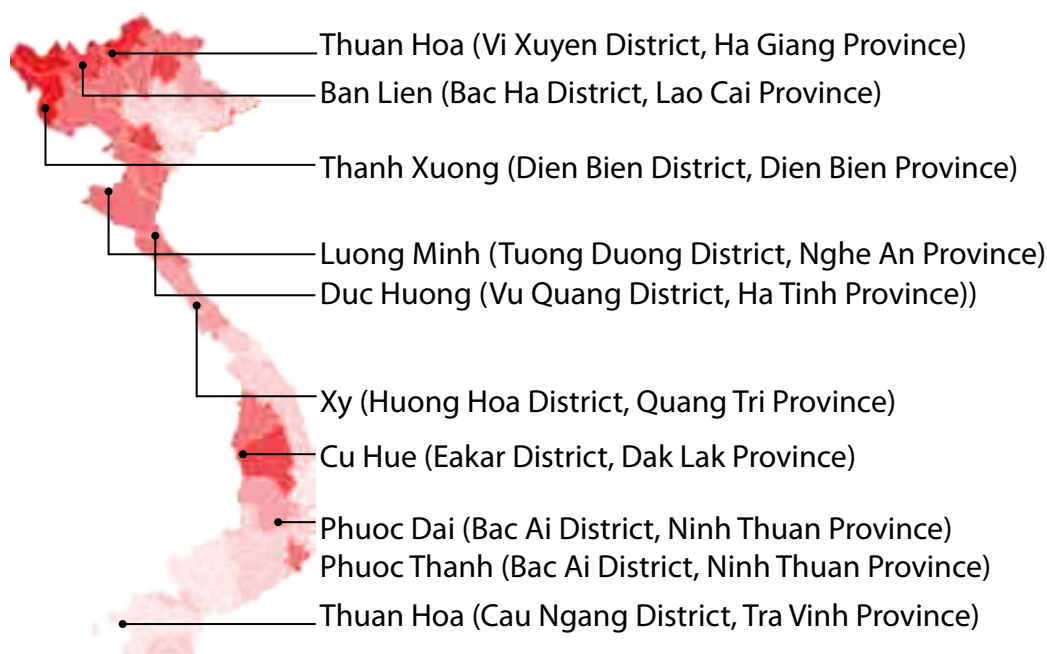 Thuan Hoa (Vi Xuyen District, Ha Giang Province)
Ban Lien (Bac Ha District, Lao Cai Province)
Thanh Xuong (Dien Bien District, Dien Bien Province)
Luong Minh (Tuong Duong District, Nghe An Province)
Duc Huong (Vu Quang District, Ha Tinh Province))
Xy (Huong Hoa District, Quang Tri Province)
Cu Hue (Eakar District, Dak Lak Province)
Phuoc Dai (Bac Ai District, Ninh Thuan Province)
Phuoc Thanh (Bac Ai District, Ninh Thuan Province)
Thuan Hoa (Cau Ngang District, Tra Vinh Province)